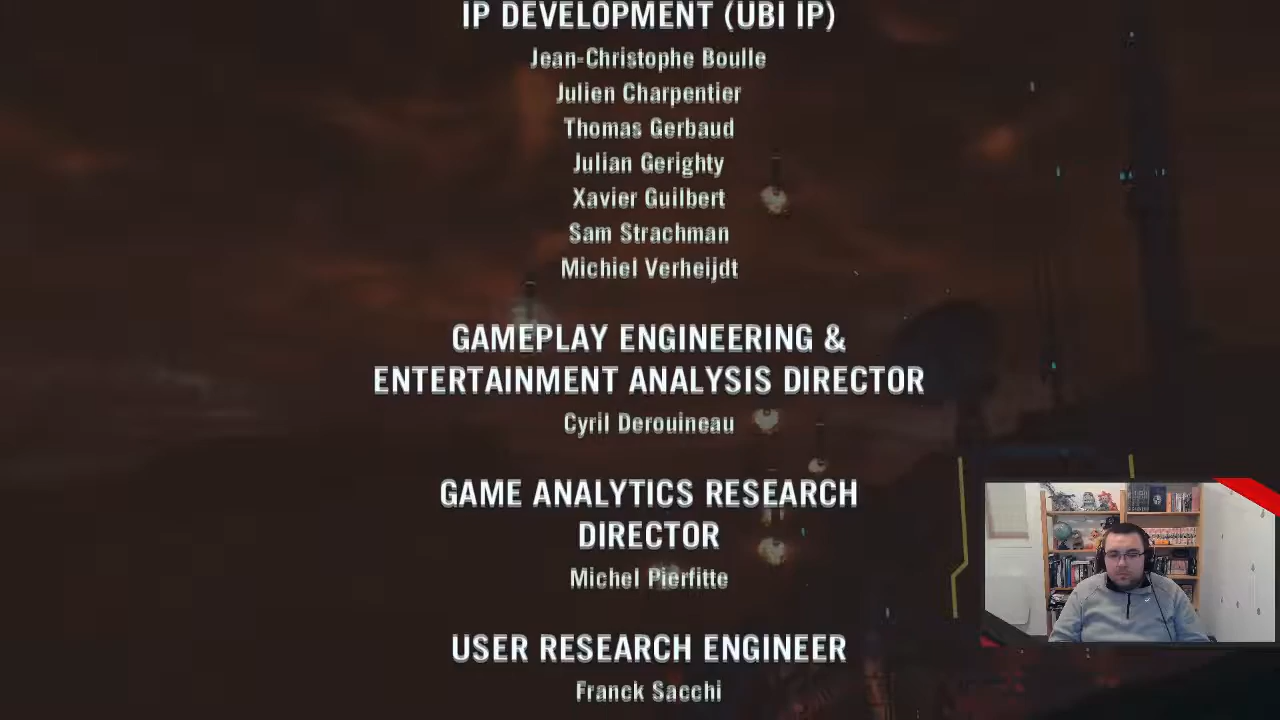 IP DEVELOPMENT (UBI IP)
Jean-Christophe Boulle
Julien Charpentier
Thomas Gerbaud
Julian Gerighty
Xavier Guilbert
Sam Strachman
Michiel Verheijdt
GAMEPLAY ENGINEERING &
ENTERTAINMENT ANALYSIS DIRECTOR
Cyril Derouineau
GAME ANALYTICS RESEARCH
DIRECTOR
Michel Pierfitte
USER RESEARCH ENGINEER
Franck Sacchi